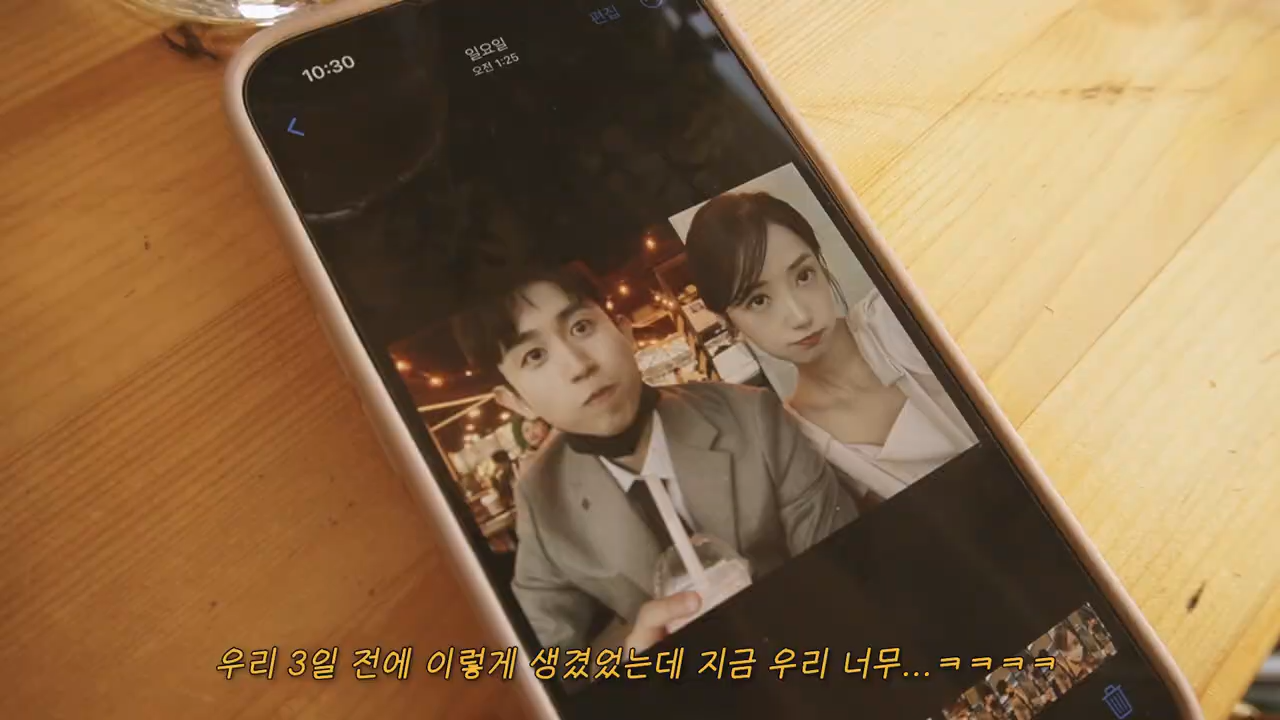 편집
10:30
일요일
오전 1:25
우리 3일 전에 이렇게 생겼었는데 지금 우리 너무...ㅋㅋㅋㅋ